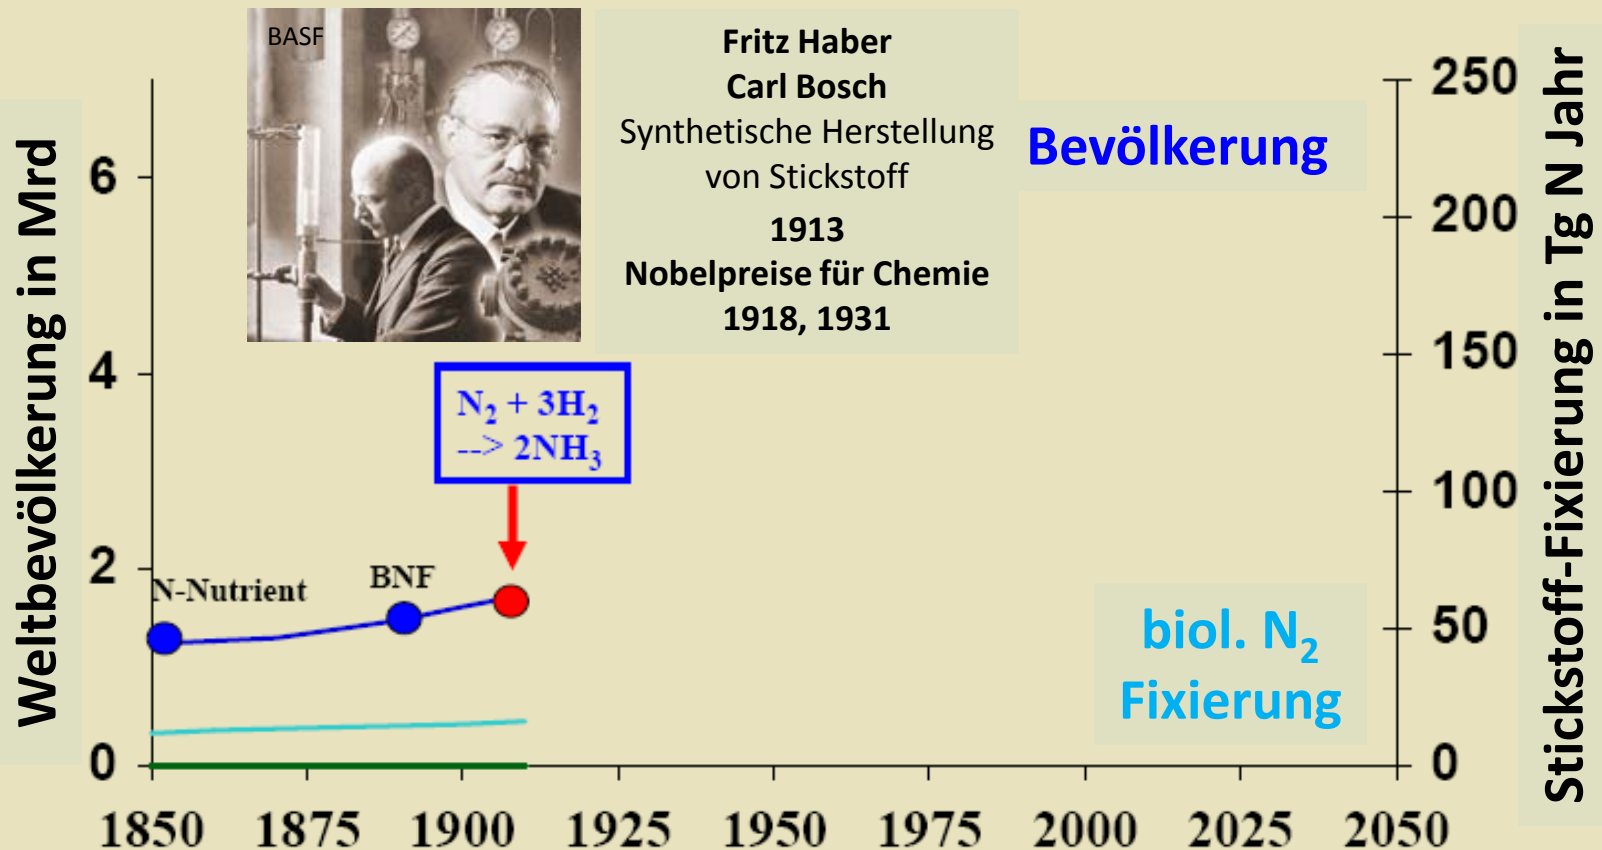 BASF
Fritz Haber
Carl Bosch
Synthetische Herstellung
von Stickstoff
1913
Nobelpreise für Chemie
1918, 1931
Bevölkerung
Weltbevölkerung in Mrd
6
4
2
0
N₂ + 3H₂
--> 2NH₃
N-Nutrient
BNF
biol. N₂
Fixierung
250
200
150
100
50
0
Stickstoff-Fixierung in Tg N Jahr
1850 1875 1900 1925 1950 1975 2000 2025 2050